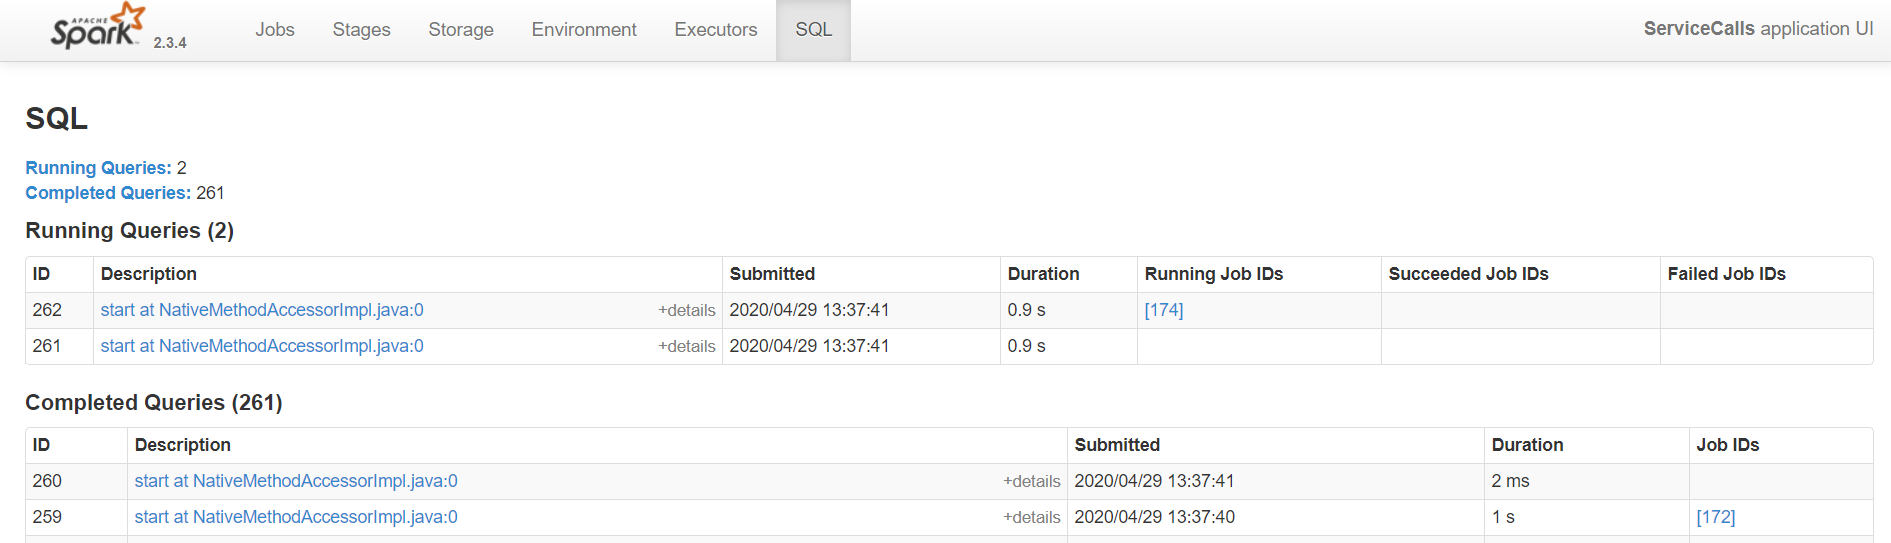 APACHE Spark 2.3.4 Jobs Stages Storage Environment Executors SQL ServiceCalls application UI
SQL
Running Queries: 2
Completed Queries: 261
Running Queries (2)
ID Description Submitted Duration Running Job IDs Succeeded Job IDs Failed Job IDs
262 start at NativeMethodAccessorImpl.java:0 +details 2020/04/29 13:37:41 0.9 s [174]
261 start at NativeMethodAccessorImpl.java:0 +details 2020/04/29 13:37:41 0.9 s
Completed Queries (261)
ID Description Submitted Duration Job IDs
260 start at NativeMethodAccessorImpl.java:0 +details 2020/04/29 13:37:41 2 ms
259 start at NativeMethodAccessorImpl.java:0 +details 2020/04/29 13:37:40 1 s [172]